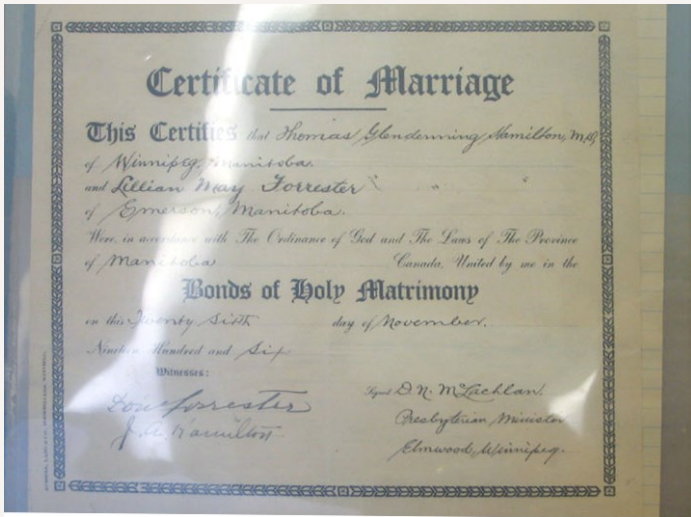 Certificate of Marriage
This Certifies that Thomas Glendenning Hamilton, M.D.
of Winnipeg, Manitoba.
and Lillian May Forrester
of Emerson, Manitoba.
Were, in accordance with The Ordinance of God and The Laws of The Province
of Manitoba Canada, United by me in the
Bonds of Holy Matrimony
on this Twenty Sixth day of November.
Nineteen Hundred and Six
Witnesses:
Forrester
J. A. Hamilton
Signed D. N. McLachlan.
Presbyterian Minister
Elmwood, Winnipeg.